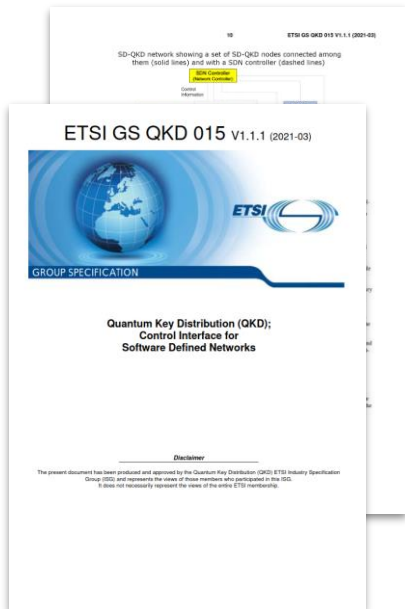 10
ETSI GS QKD 015 V1.1.1 (2021-03)
SD-QKD network showing a set of SD-QKD nodes connected among
them (solid lines) and with a SDN controller (dashed lines)
SDN Controller
(Network Controller)
Control
Information
ETSI GS QKD 015 V1.1.1 (2021-03)
ETSI
GROUP SPECIFICATION
Quantum Key Distribution (QKD);
Control Interface for
Software Defined Networks
Disclaimer
The present document has been produced and approved by the Quantum Key Distribution (QKD) ETSI Industry Specification
Group (ISG) and represents the views of those members who participated in this ISG.
It does not necessarily represent the views of the entire ETSI membership.